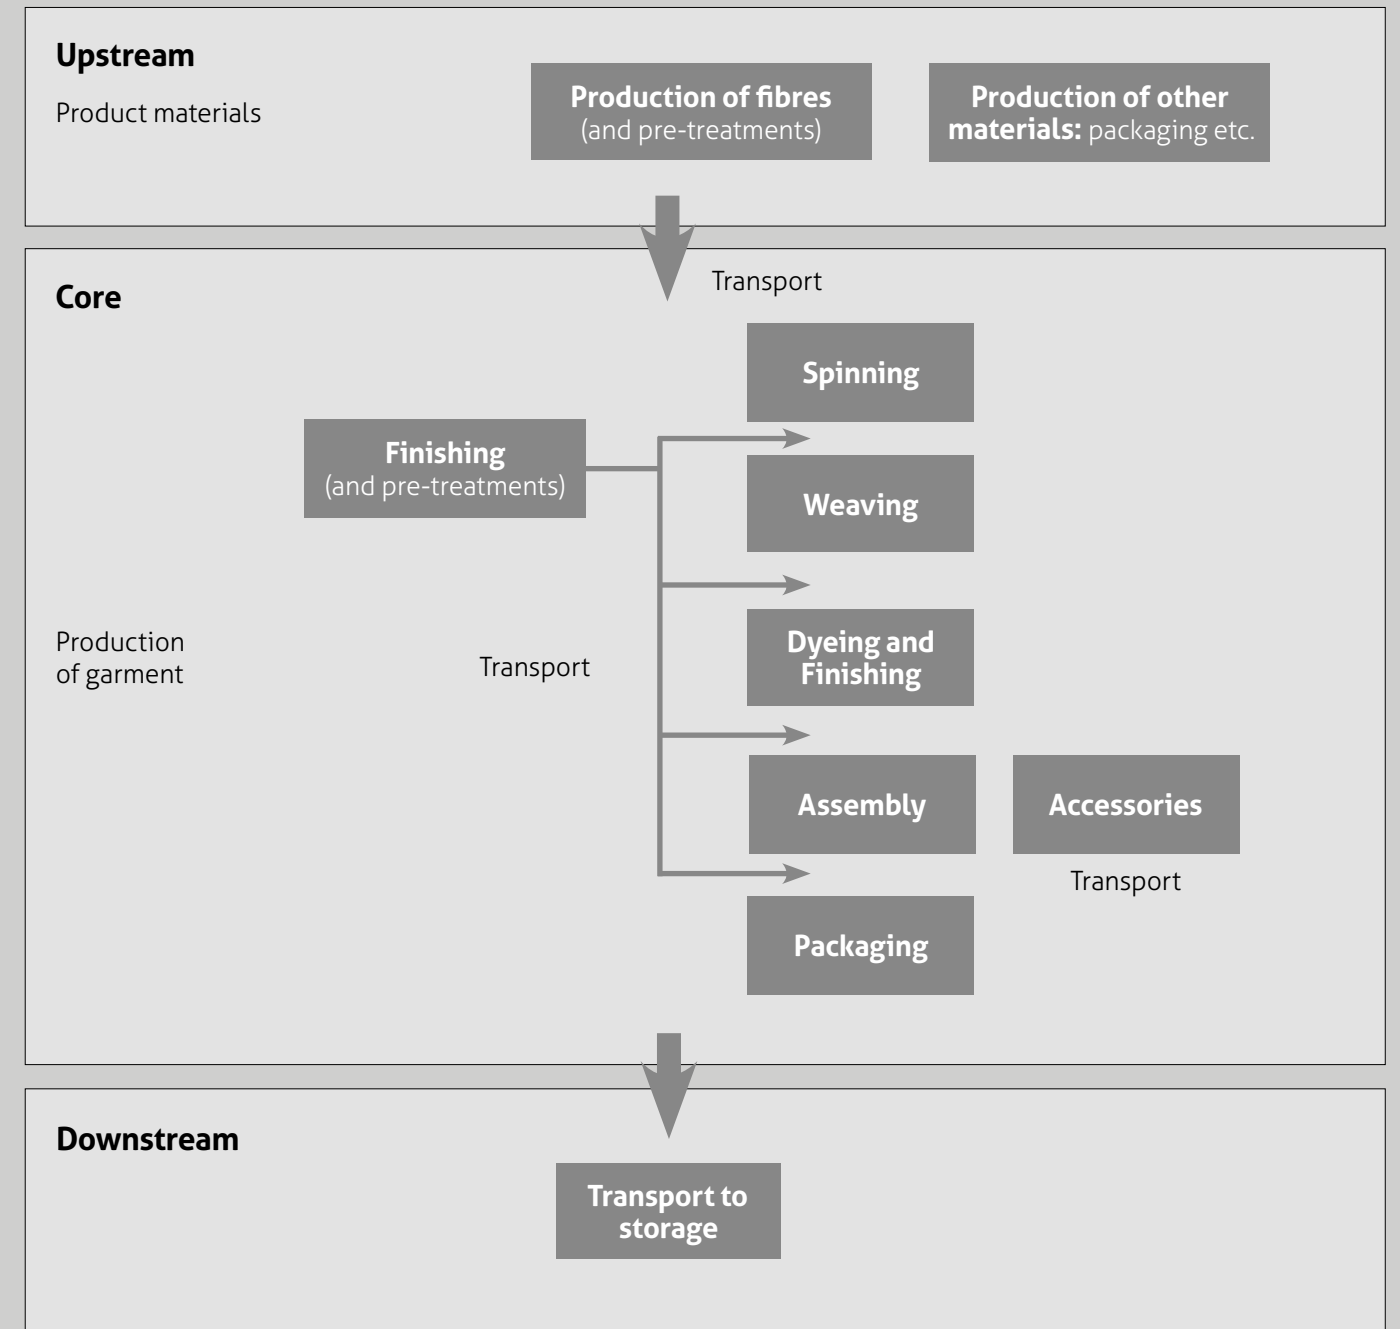 Upstream
Product materials
Production of fibres
(and pre-treatments)
Production of other
materials: packaging etc.
Transport
Core
Spinning
Finishing
(and pre-treatments)
Weaving
Production
of garment
Transport
Dyeing and
Finishing
Assembly
Accessories
Transport
Packaging
Downstream
Transport to
storage